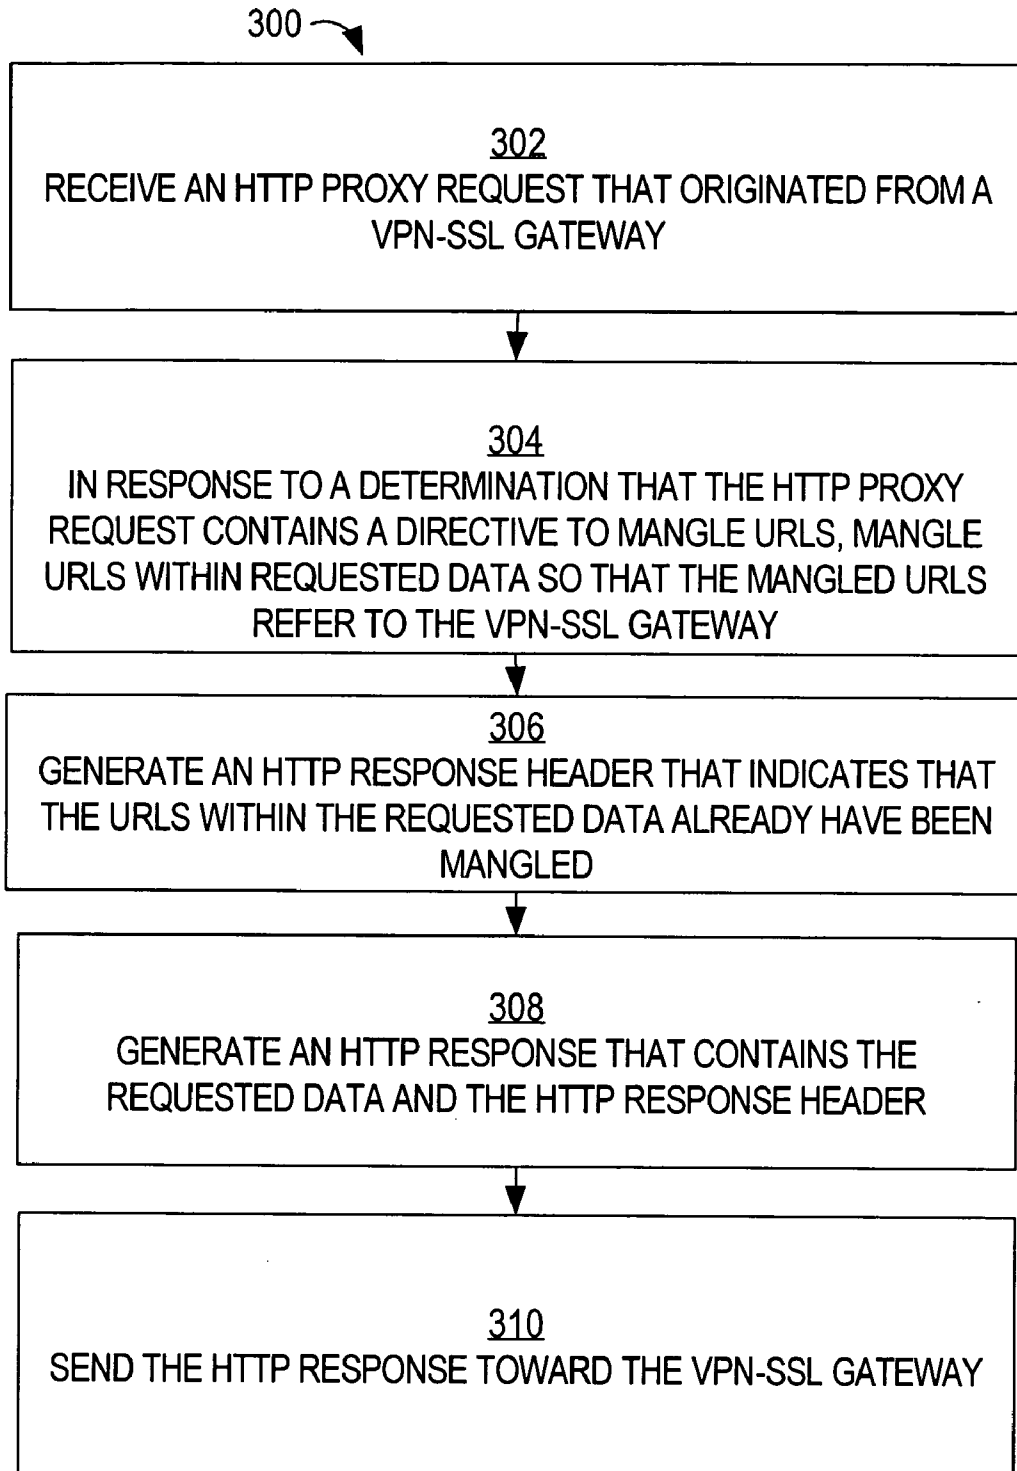 300
302
RECEIVE AN HTTP PROXY REQUEST THAT ORIGINATED FROM A
VPN-SSL GATEWAY
304
IN RESPONSE TO A DETERMINATION THAT THE HTTP PROXY
REQUEST CONTAINS A DIRECTIVE TO MANGLE URLS, MANGLE
URLS WITHIN REQUESTED DATA SO THAT THE MANGLED URLS
REFER TO THE VPN-SSL GATEWAY
306
GENERATE AN HTTP RESPONSE HEADER THAT INDICATES THAT
THE URLS WITHIN THE REQUESTED DATA ALREADY HAVE BEEN
MANGLED
308
GENERATE AN HTTP RESPONSE THAT CONTAINS THE
REQUESTED DATA AND THE HTTP RESPONSE HEADER
310
SEND THE HTTP RESPONSE TOWARD THE VPN-SSL GATEWAY